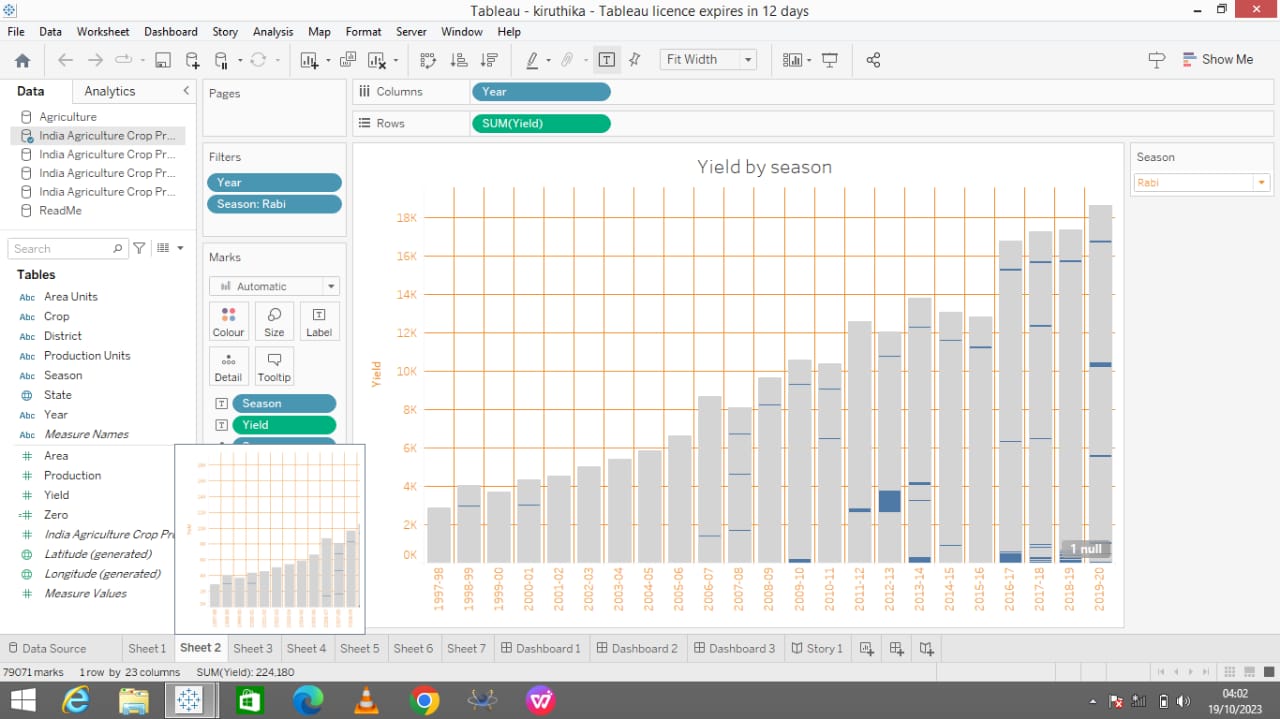 Tableau - kiruthika - Tableau licence expires in 12 days
File Data Worksheet Dashboard Story Analysis Map Format Server Window Help
Fit Width
Show Me
Data Analytics
Agriculture
India Agriculture Crop Pr...
India Agriculture Crop Pr...
India Agriculture Crop Pr...
India Agriculture Crop Pr...
ReadMe
Search
Tables
Abc Area Units
Abc Crop
Abc District
Abc Production Units
Abc Season
State
Abc Year
Abc Measure Names
# Area
# Production
# Yield
=# Zero
# India Agriculture Crop Pr
Latitude (generated)
Longitude (generated)
# Measure Values
Pages
Filters
Year
Season: Rabi
Marks
Automatic
Colour Size Label
Detail Tooltip
Season
Yield
Columns Year
Rows SUM(Yield)
Yield by season
Yield
18K
16K
14K
12K
10K
8K
6K
4K
2K
0K
1 null
1997-98 1998-99 1999-00 2000-01 2001-02 2002-03 2003-04 2004-05 2005-06 2006-07 2007-08 2008-09 2009-10 2010-11 2011-12 2012-13 2013-14 2014-15 2015-16 2016-17 2017-18 2018-19 2019-20
Season
Rabi
Data Source Sheet 1 Sheet 2 Sheet 3 Sheet 4 Sheet 5 Sheet 6 Sheet 7 Dashboard 1 Dashboard 2 Dashboard 3 Story 1
79071 marks 1 row by 23 columns SUM(Yield): 224,180
04:02
19/10/2023